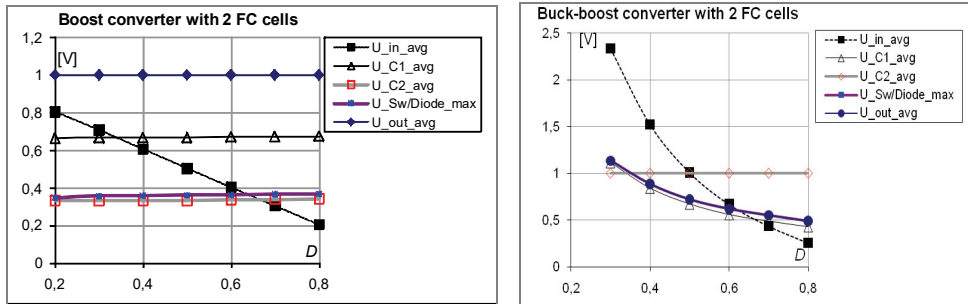 Boost converter with 2 FC cells
1,2
[V]
1
0,8
0,6
0,4
0,2
0
D
0,2
0,4
0,6
0,8
U_in_avg
U_C1_avg
U_C2_avg
U_Sw/Diode_max
U_out_avg
Buck-boost converter with 2 FC cells
2,5
[V]
2
1,5
1
0,5
0
D
0,2
0,4
0,6
0,8
U_in_avg
U_C1_avg
U_C2_avg
U_Sw/Diode_max
U_out_avg